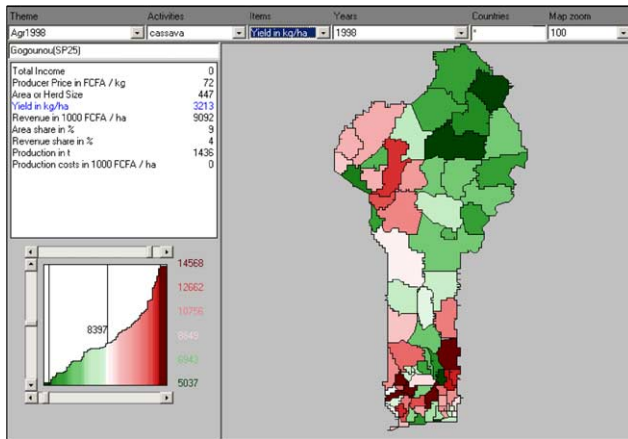 Theme Activities Items Years Countries Map zoom
Agr1998 cassava Yield in kg/ha 1998 * 100
Gogounou(SP25)
Total Income 0
Producer Price in FCFA / kg 72
Area or Herd Size 447
Yield in kg/ha 3213
Revenue in 1000 FCFA / ha 9092
Area share in % 9
Revenue share in % 4
Production in t 1436
Production costs in 1000 FCFA / ha 0
14568
12662
10756
8849
8397
6943
5037